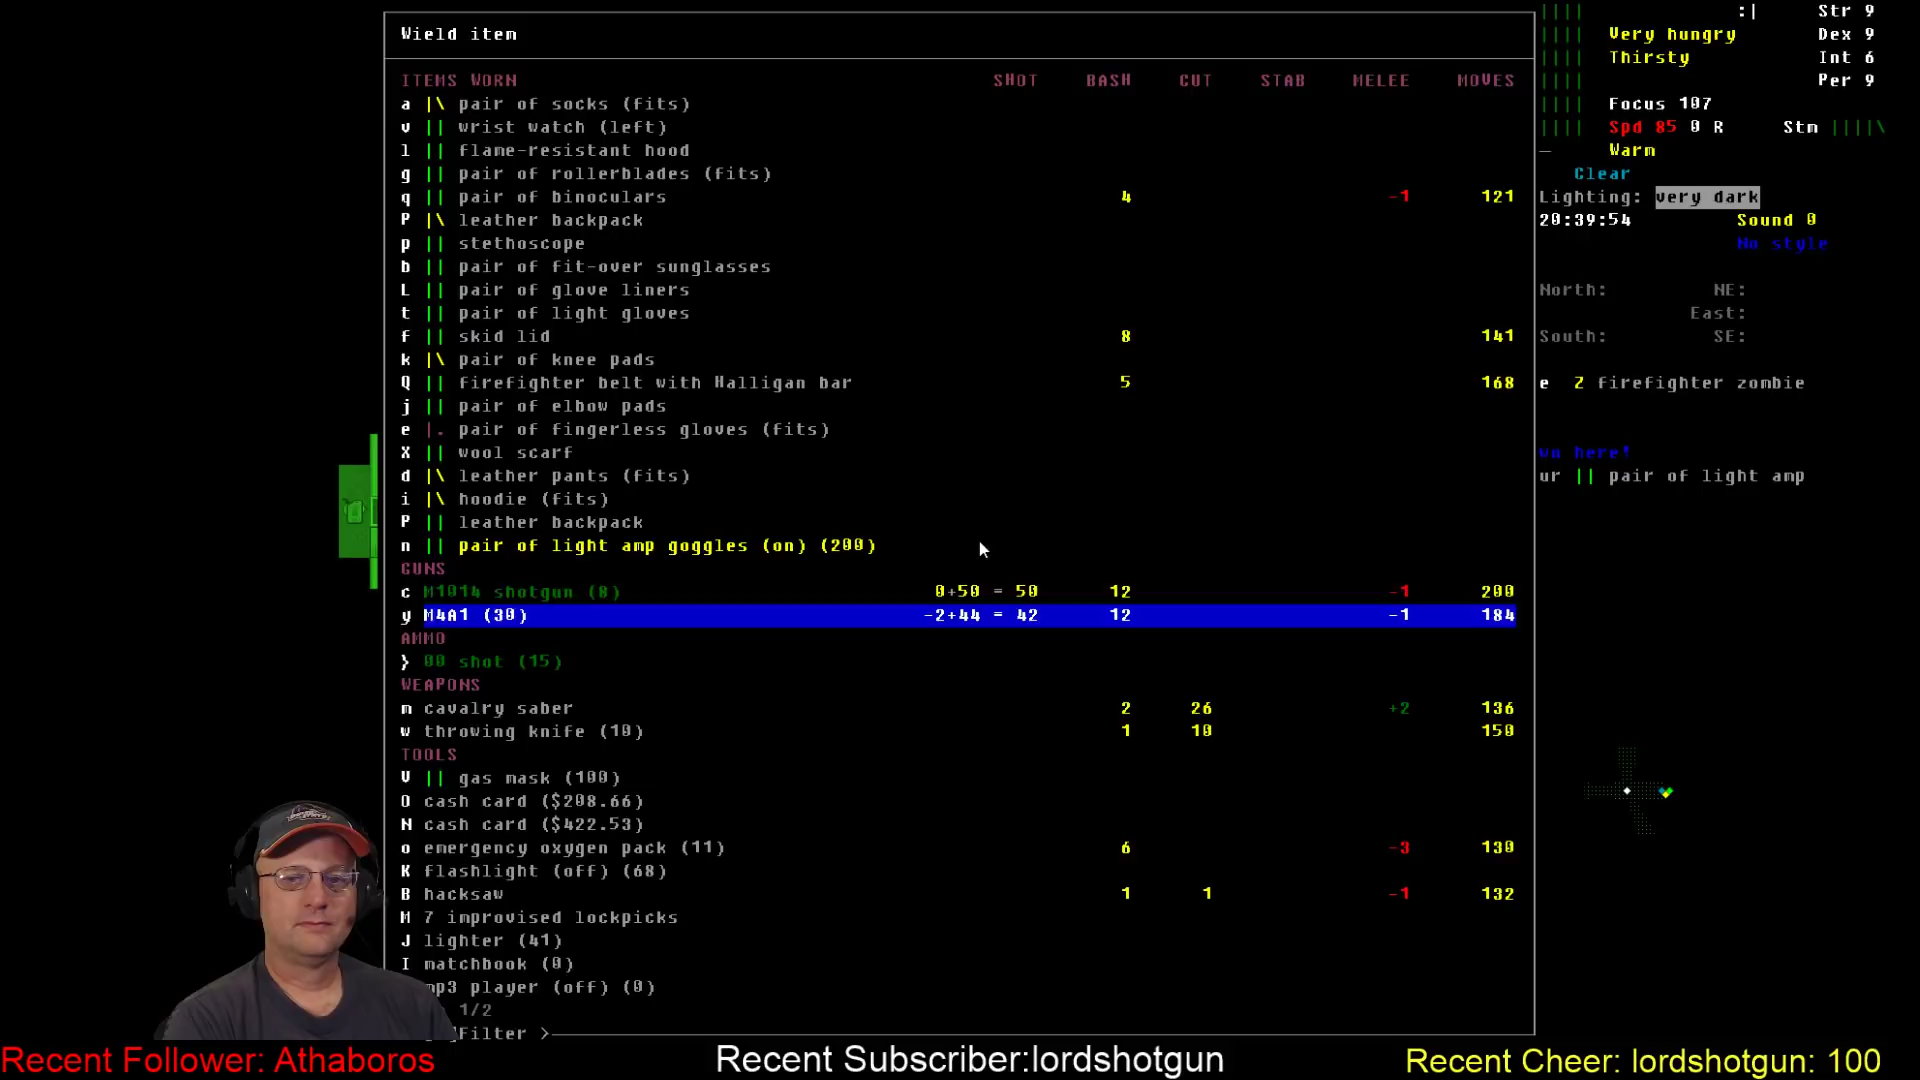 Wield item
ITEMS WORN SHOT BASH CUT STAB MELEE MOVES
a |\ pair of socks (fits)
v || wrist watch (left)
l || flame-resistant hood
g || pair of rollerblades (fits)
q || pair of binoculars 4 -1 121
P |\ leather backpack
p || stethoscope
b || pair of fit-over sunglasses
L || pair of glove liners
t || pair of light gloves
f || skid lid 8 141
k |\ pair of knee pads
Q || firefighter belt with Halligan bar 5 168
j || pair of elbow pads
e |. pair of fingerless gloves (fits)
X || wool scarf
d |\ leather pants (fits)
i |\ hoodie (fits)
P || leather backpack
n || pair of light amp goggles (on) (200)
GUNS
c M1014 shotgun (8) 0+50 = 50 12 -1 200
y M4A1 (30) -2+44 = 42 12 -1 184
AMMO
} 00 shot (15)
WEAPONS
m cavalry saber 2 26 +2 136
w throwing knife (10) 1 10 150
TOOLS
V || gas mask (100)
O cash card ($208.66)
N cash card ($422.53)
o emergency oxygen pack (11) 6 -3 130
K flashlight (off) (68)
B hacksaw 1 1 -1 132
M 7 improvised lockpicks
J lighter (41)
I matchbook (0)
mp3 player (off) (0)
1/2
Filter >
:| Str 9
|||| Very hungry Dex 9
|||| Thirsty Int 6
|||| Per 9
|||| Focus 107
|||| Spd 85 0 R Stm ||||\
— Warm
Clear
Lighting: very dark
20:39:54 Sound 0
No style
North: NE:
East:
South: SE:
e Z firefighter zombie
wn here!
ur || pair of light amp
Recent Follower: Athaboros
Recent Subscriber:lordshotgun
Recent Cheer: lordshotgun: 100